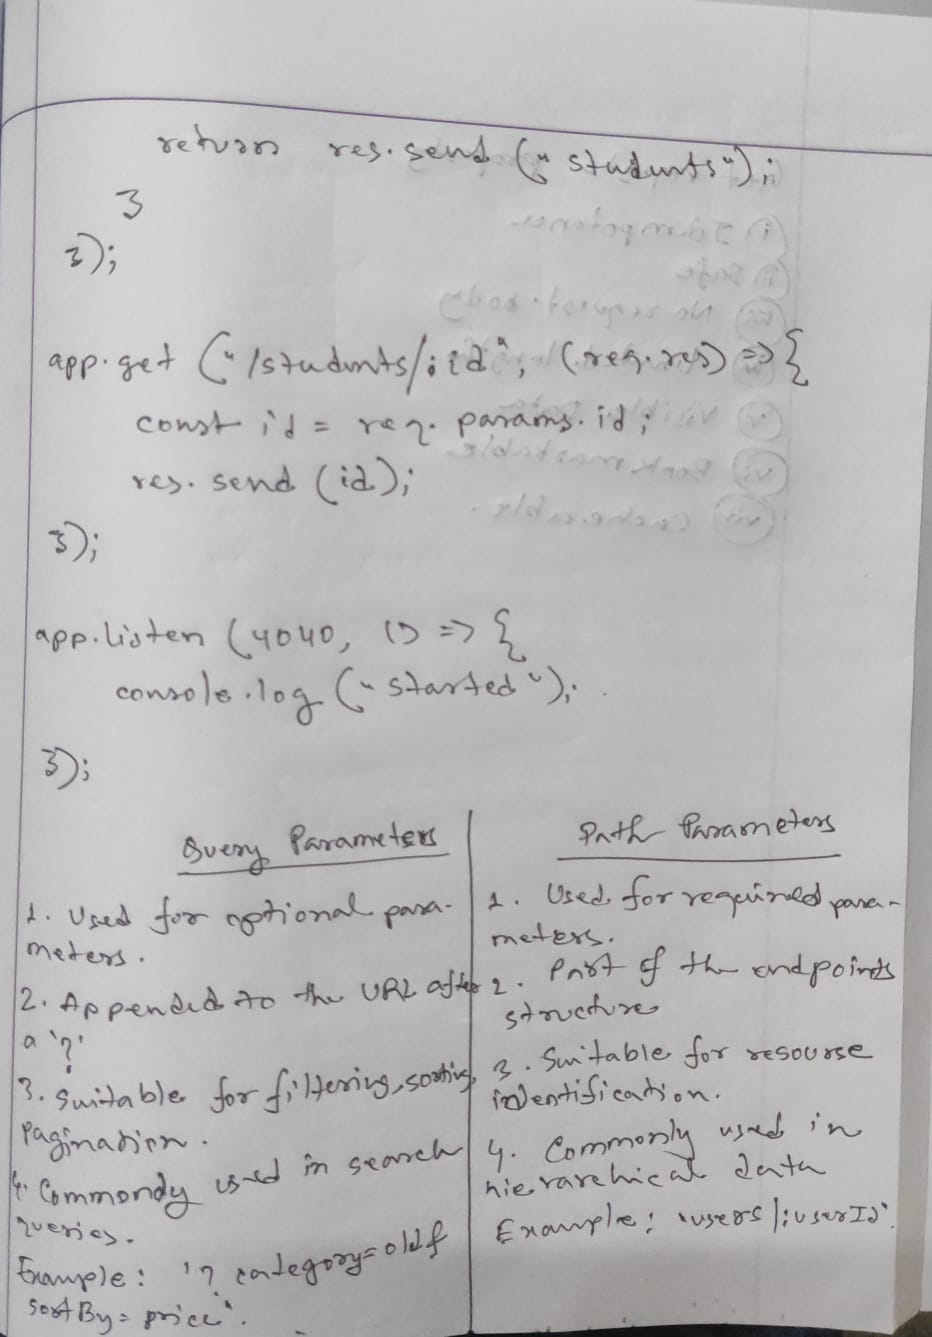 return res.send ("students");
}
});
app.get ("/students/:id", (req.res) => {
const id = req. params. id;
res. send (id);
});
app.listen (4040, () => {
console.log ("started");
});
Query Parameters
1. Used for optional para-
meters.
2. Appended to the URL after
a '?'
3. Suitable for filtering, sorting,
Pagination.
4. Commonly used in search
queries.
Example: '? category=old&
sortBy=price'.
Path Parameters
1. Used for required para-
meters.
2. Part of the endpoints
structure
3. Suitable for resourse
identification.
4. Commonly used in
hierarchical data
Example: 'users/:userId'.